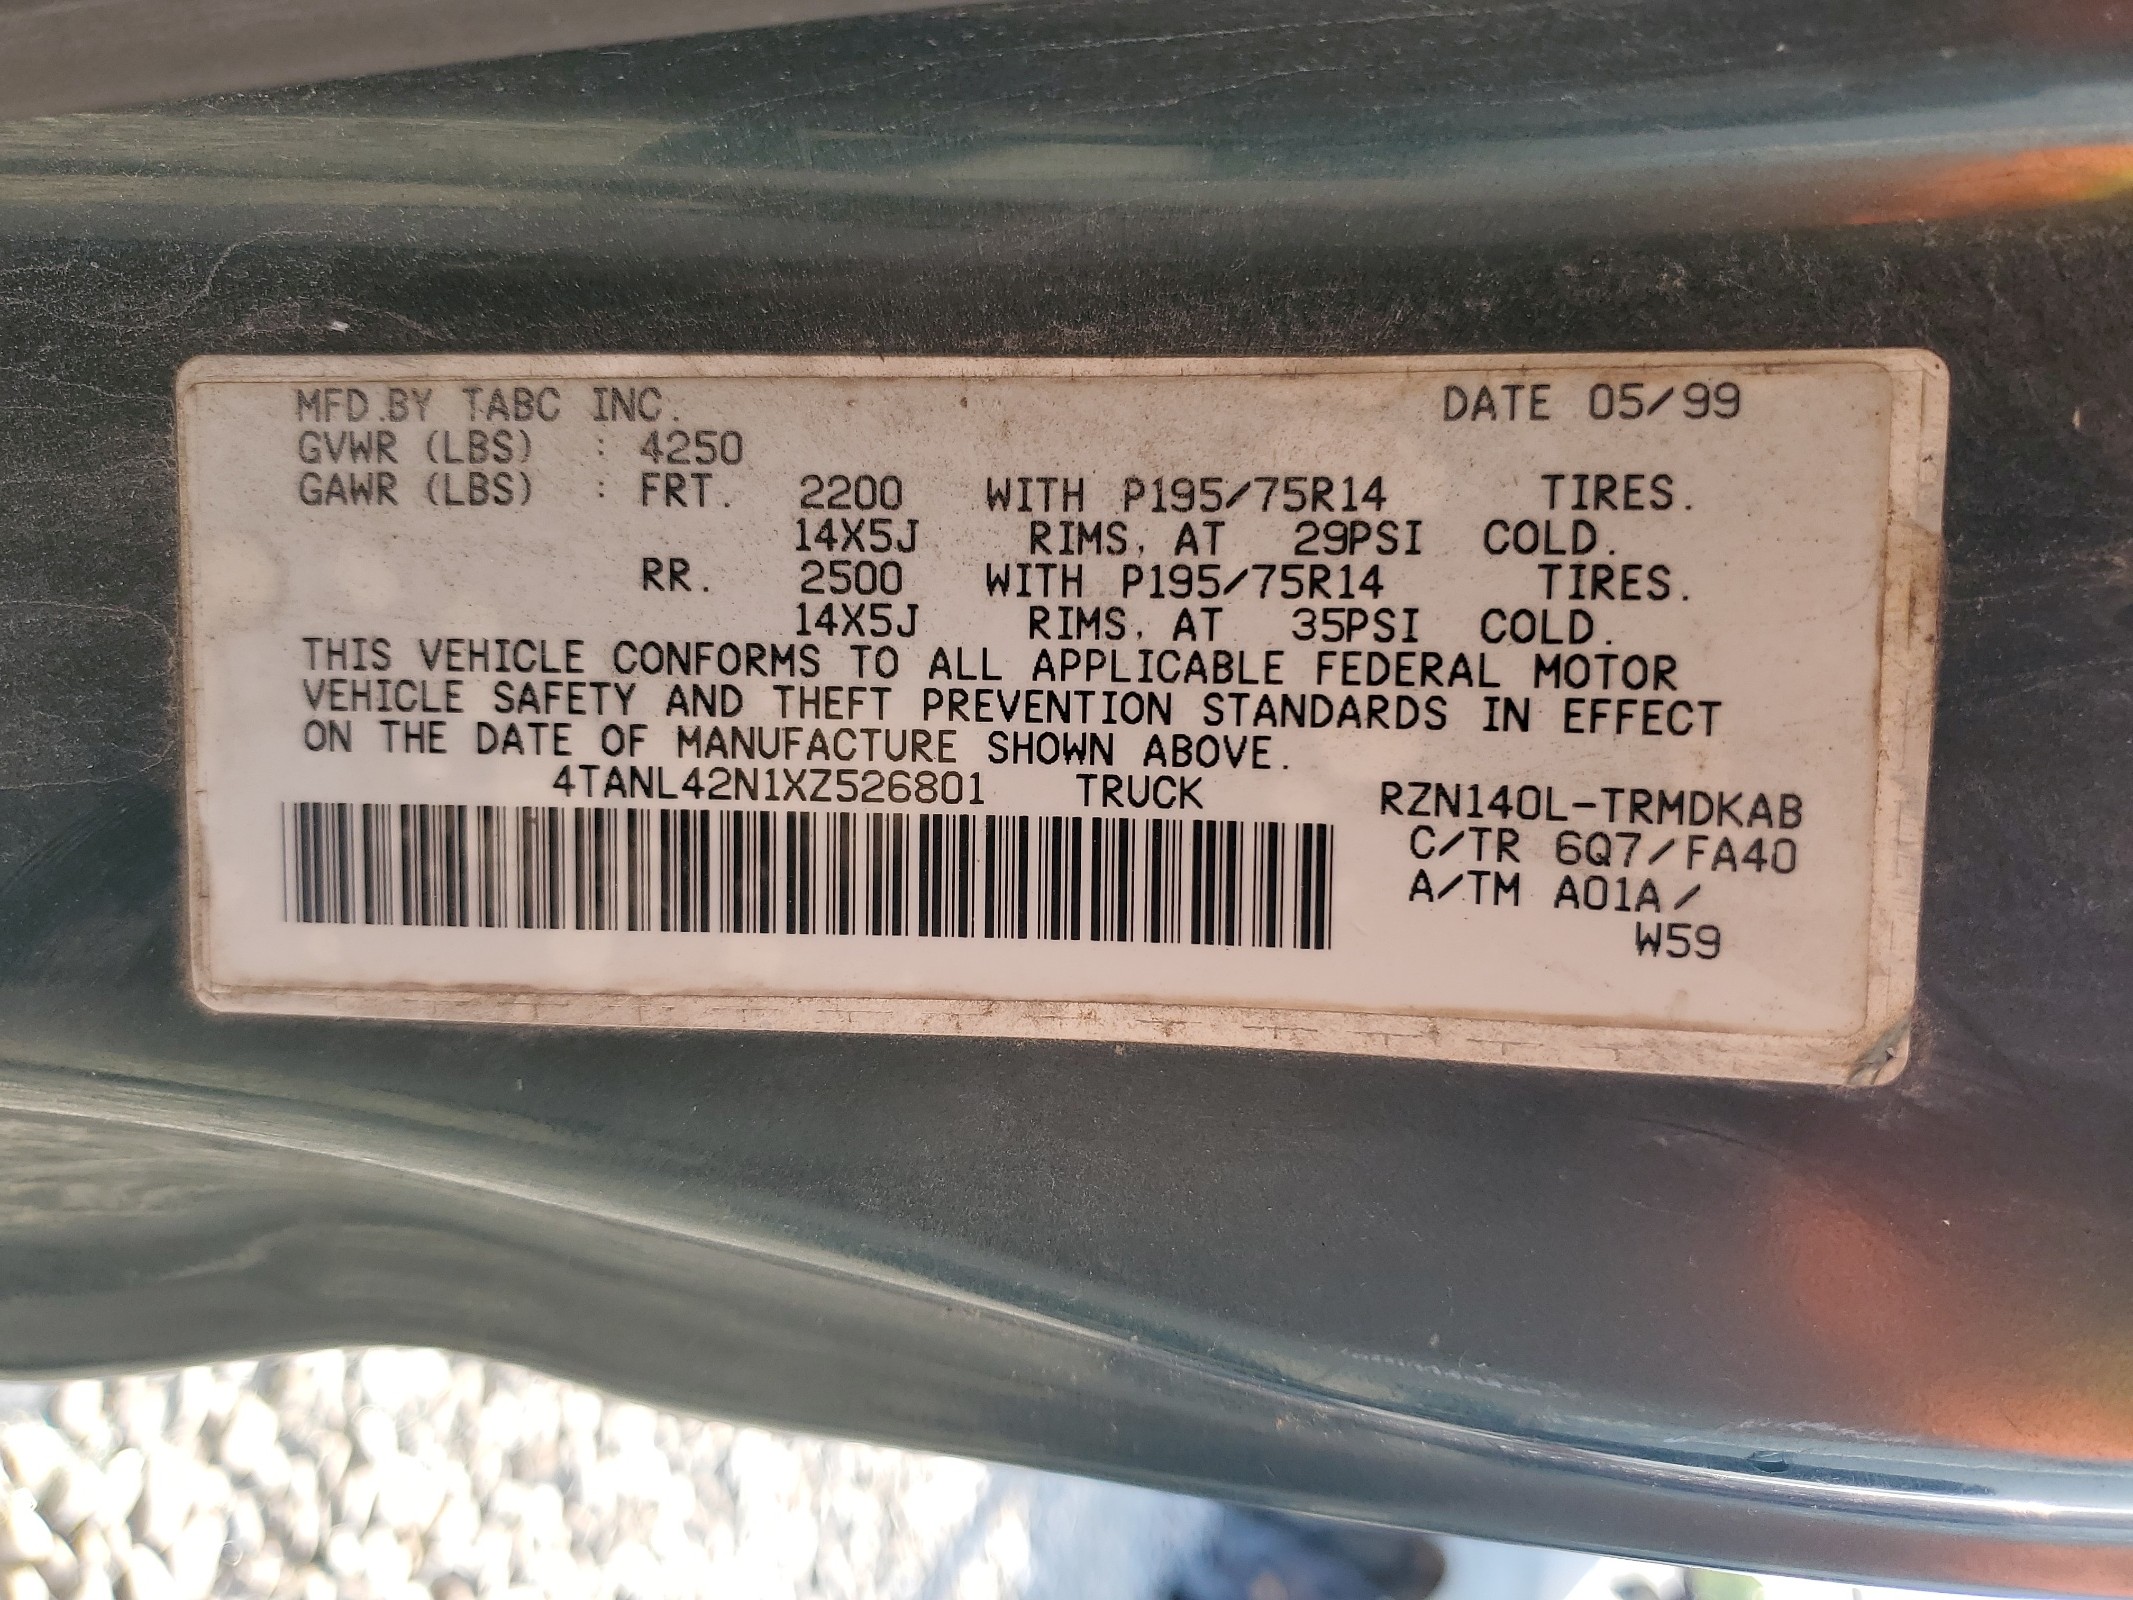 MFD.BY TABC INC. DATE 05/99
GVWR (LBS) : 4250
GAWR (LBS) : FRT. 2200 WITH P195/75R14 TIRES.
14X5J RIMS, AT 29PSI COLD.
RR. 2500 WITH P195/75R14 TIRES.
14X5J RIMS, AT 35PSI COLD.
THIS VEHICLE CONFORMS TO ALL APPLICABLE FEDERAL MOTOR
VEHICLE SAFETY AND THEFT PREVENTION STANDARDS IN EFFECT
ON THE DATE OF MANUFACTURE SHOWN ABOVE.
4TANL42N1XZ526801 TRUCK RZN140L-TRMDKAB
C/TR 6Q7/FA40
A/TM A01A/
W59